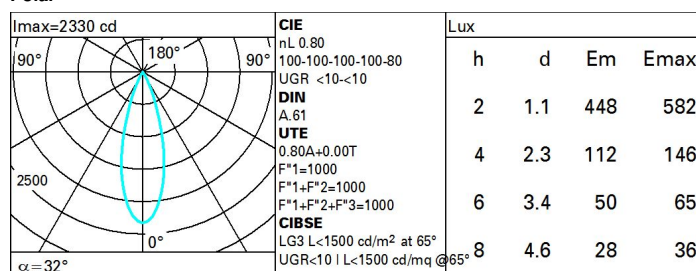 Imax=2330 cd
90°
180°
90°
2500
0°
α=32°
CIE
nL 0.80
100-100-100-100-80
UGR <10-<10
DIN
A.61
UTE
0.80A+0.00T
F"1=1000
F"1+F"2=1000
F"1+F"2+F"3=1000
CIBSE
LG3 L<1500 cd/m² at 65°
UGR<10 | L<1500 cd/mq @65°
Lux
h d Em Emax
2 1.1 448 582
4 2.3 112 146
6 3.4 50 65
8 4.6 28 36